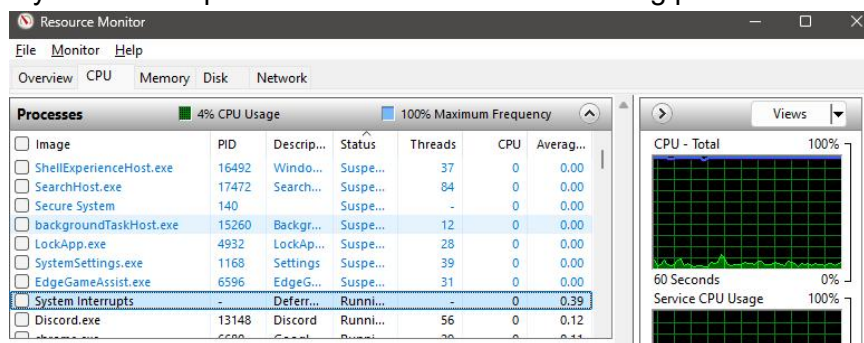 Resource Monitor
File Monitor Help
Overview CPU Memory Disk Network
Processes 4% CPU Usage 100% Maximum Frequency Views
Image PID Descrip... Status Threads CPU Averag... CPU - Total 100%
ShellExperienceHost.exe 16492 Windo... Suspe... 37 0 0.00
SearchHost.exe 17472 Search... Suspe... 84 0 0.00
Secure System 140 Suspe... - 0 0.00
backgroundTaskHost.exe 15260 Backgr... Suspe... 12 0 0.00
LockApp.exe 4932 LockAp... Suspe... 28 0 0.00
SystemSettings.exe 1168 Settings Suspe... 39 0 0.00
EdgeGameAssist.exe 6596 EdgeG... Suspe... 31 0 0.00 60 Seconds 0%
System Interrupts - Deferr... Runni... - 0 0.39 Service CPU Usage 100%
Discord.exe 13148 Discord Runni... 56 0 0.12